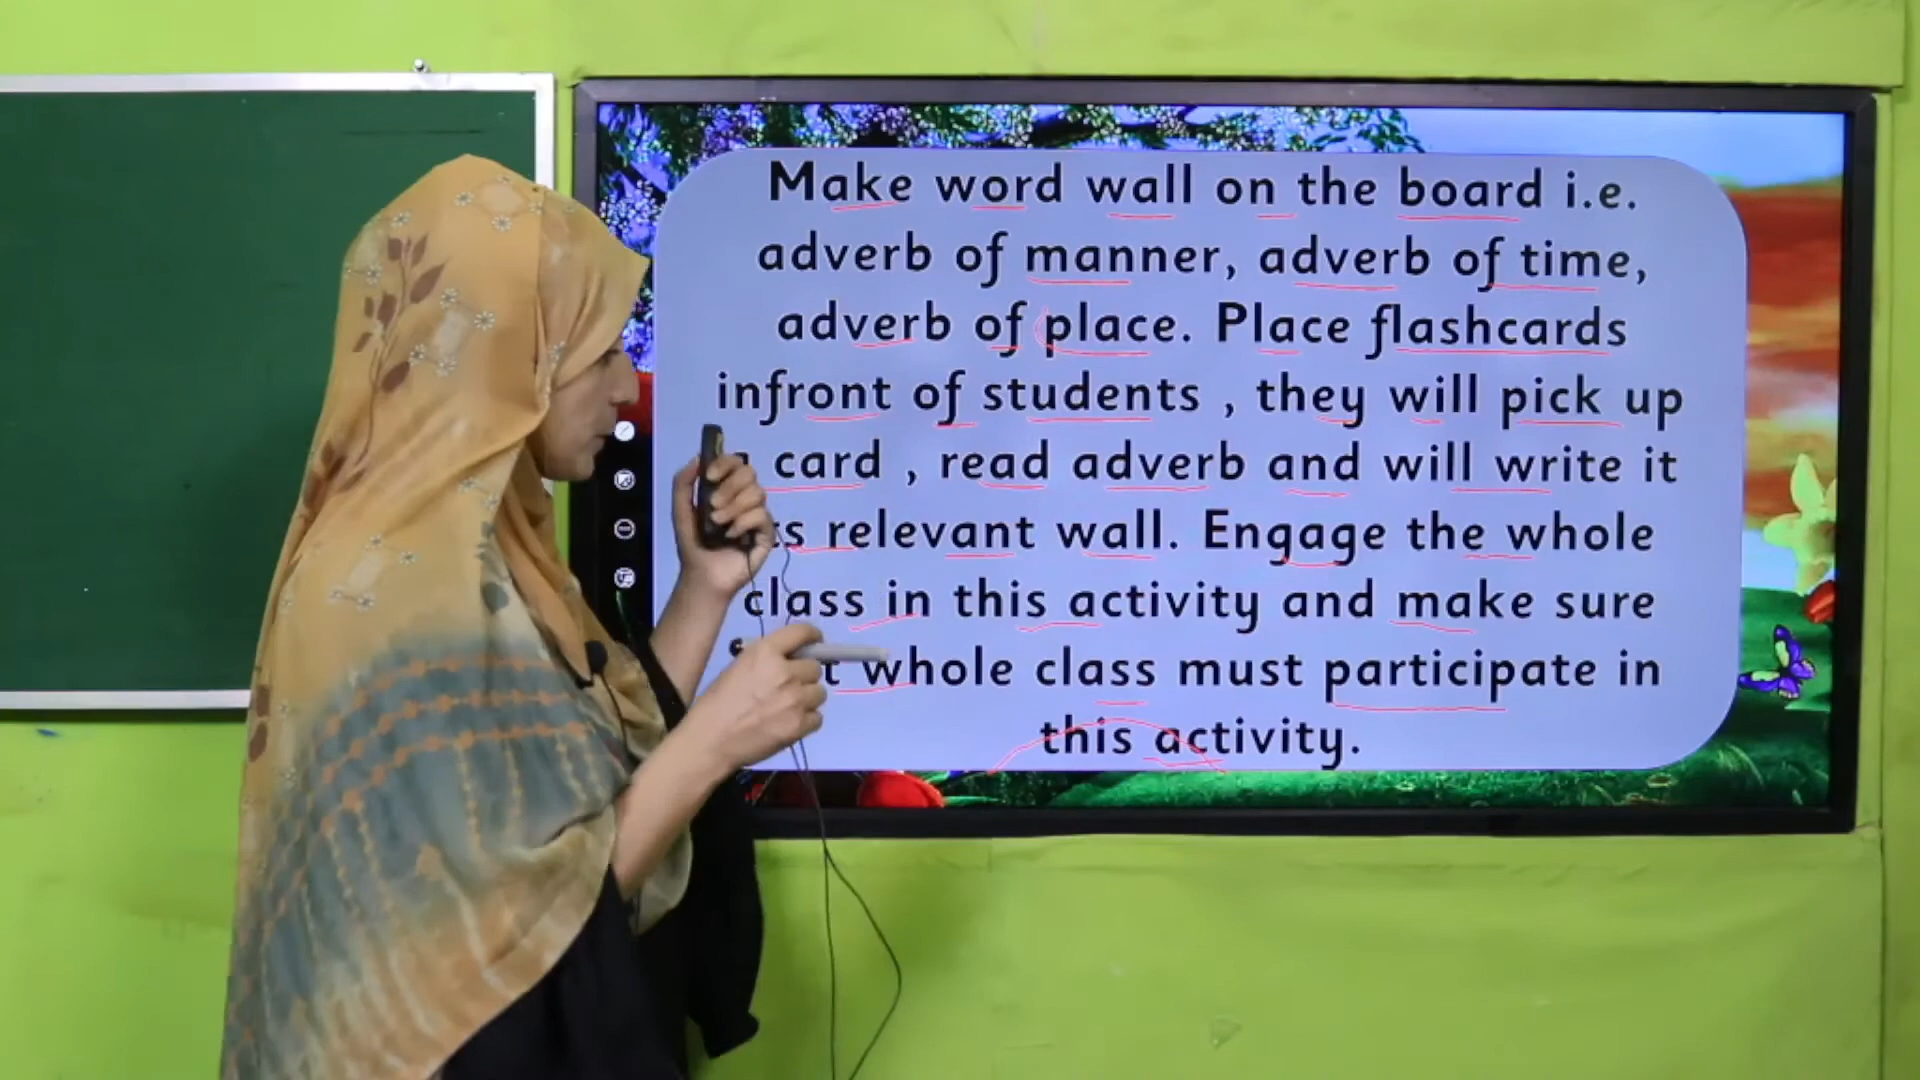 Make word wall on the board i.e.
adverb of manner, adverb of time,
adverb of place. Place flashcards
infront of students , they will pick up
card , read adverb and will write it
relevant wall. Engage the whole
class in this activity and make sure
whole class must participate in
this activity.